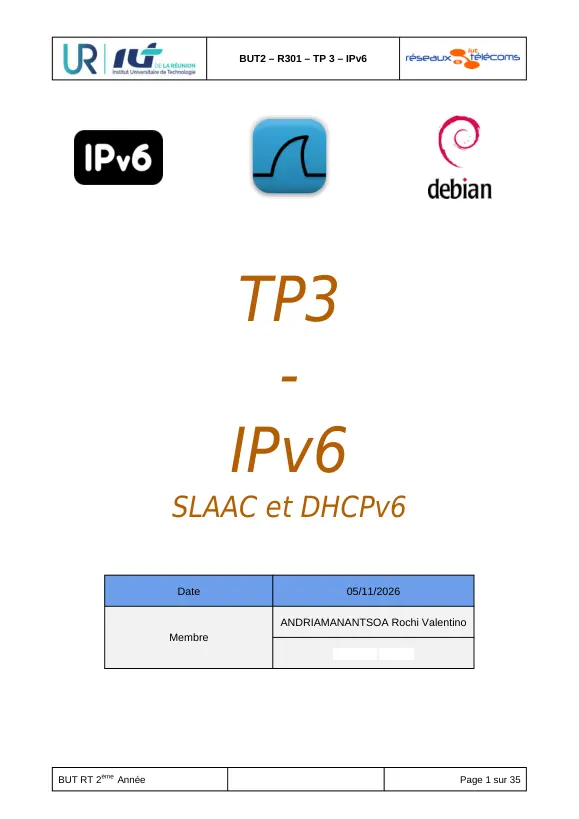 UR
iut
DE LA RÉUNION
Institut Universitaire de Technologie
BUT2 – R301 – TP 3 – IPv6
iut
réseaux & télécoms
IPv6
debian
TP3
-
IPv6
SLAAC et DHCPv6
Date
05/11/2026
Membre
ANDRIAMANANTSOA Rochi Valentino
BUT RT 2ème Année
Page 1 sur 35